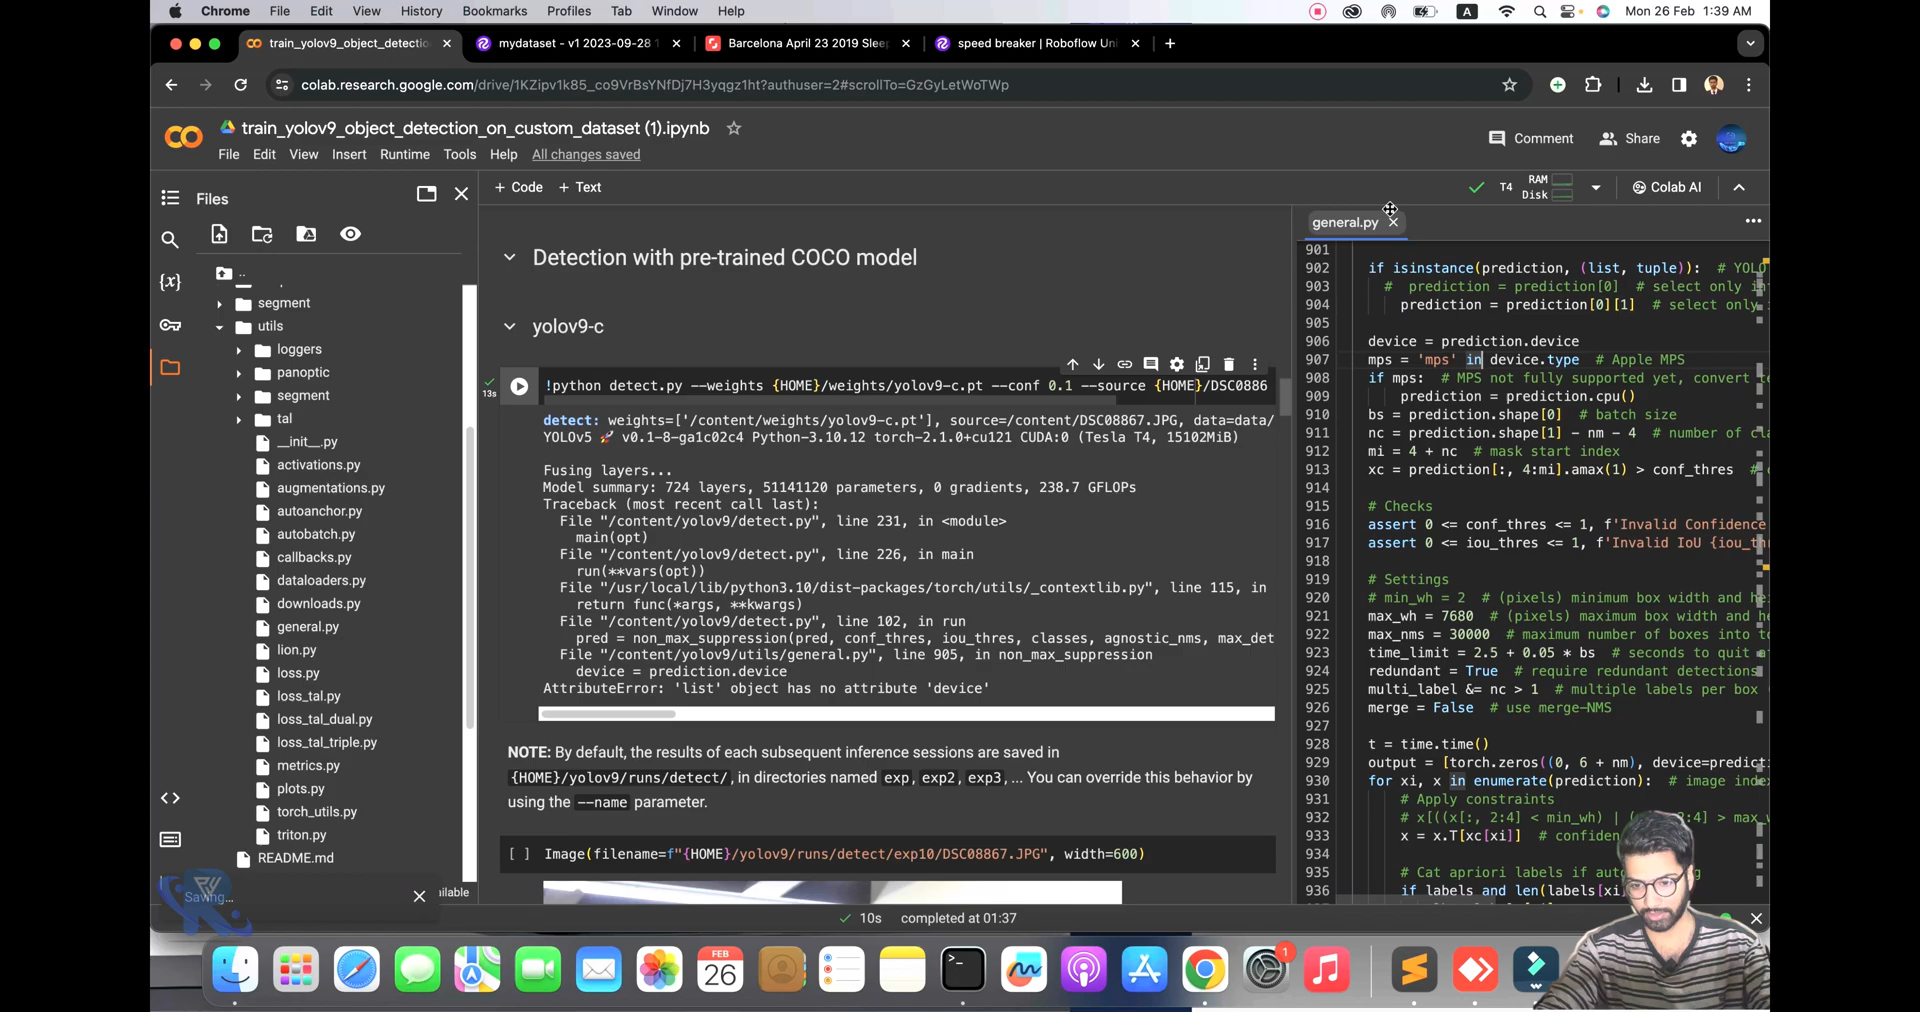 Chrome File Edit View History Bookmarks Profiles Tab Window Help
A
Mon 26 Feb 1:39 AM
train_yolov9_object_detectio
mydataset - v1 2023-09-28 1
Barcelona April 23 2019 Slee
speed breaker | Roboflow Uni
colab.research.google.com/drive/1KZipv1k85_co9VrBsYNfDj7H3yqgz1ht?authuser=2#scrollTo=GzGyLetWoTWp
train_yolov9_object_detection_on_custom_dataset (1).ipynb
File Edit View Insert Runtime Tools Help All changes saved
Comment
Share
Files
+ Code + Text
T4
RAM
Disk
Colab AI
..
segment
utils
loggers
panoptic
segment
tal
__init__.py
activations.py
augmentations.py
autoanchor.py
autobatch.py
callbacks.py
dataloaders.py
downloads.py
general.py
lion.py
loss.py
loss_tal.py
loss_tal_dual.py
loss_tal_triple.py
metrics.py
plots.py
torch_utils.py
triton.py
README.md
Saving...
ilable
Detection with pre-trained COCO model
yolov9-c
13s
!python detect.py --weights {HOME}/weights/yolov9-c.pt --conf 0.1 --source {HOME}/DSC0886
detect: weights=['/content/weights/yolov9-c.pt'], source=/content/DSC08867.JPG, data=data/
YOLOv5 🚀 v0.1-8-ga1c02c4 Python-3.10.12 torch-2.1.0+cu121 CUDA:0 (Tesla T4, 15102MiB)
Fusing layers...
Model summary: 724 layers, 51141120 parameters, 0 gradients, 238.7 GFLOPs
Traceback (most recent call last):
File "/content/yolov9/detect.py", line 231, in <module>
main(opt)
File "/content/yolov9/detect.py", line 226, in main
run(**vars(opt))
File "/usr/local/lib/python3.10/dist-packages/torch/utils/_contextlib.py", line 115, in
return func(*args, **kwargs)
File "/content/yolov9/detect.py", line 102, in run
pred = non_max_suppression(pred, conf_thres, iou_thres, classes, agnostic_nms, max_det
File "/content/yolov9/utils/general.py", line 905, in non_max_suppression
device = prediction.device
AttributeError: 'list' object has no attribute 'device'
NOTE: By default, the results of each subsequent inference sessions are saved in
{HOME}/yolov9/runs/detect/, in directories named exp, exp2, exp3, ... You can override this behavior by
using the --name parameter.
[ ] Image(filename=f"{HOME}/yolov9/runs/detect/exp10/DSC08867.JPG", width=600)
general.py
901
902 if isinstance(prediction, (list, tuple)): # YOLO
903 # prediction = prediction[0] # select only in
904 prediction = prediction[0][1] # select only i
905
906 device = prediction.device
907 mps = 'mps' in device.type # Apple MPS
908 if mps: # MPS not fully supported yet, convert te
909 prediction = prediction.cpu()
910 bs = prediction.shape[0] # batch size
911 nc = prediction.shape[1] - nm - 4 # number of cla
912 mi = 4 + nc # mask start index
913 xc = prediction[:, 4:mi].amax(1) > conf_thres #
914
915 # Checks
916 assert 0 <= conf_thres <= 1, f'Invalid Confidence
917 assert 0 <= iou_thres <= 1, f'Invalid IoU {iou_th
918
919 # Settings
920 # min_wh = 2 # (pixels) minimum box width and hei
921 max_wh = 7680 # (pixels) maximum box width and he
922 max_nms = 30000 # maximum number of boxes into to
923 time_limit = 2.5 + 0.05 * bs # seconds to quit a
924 redundant = True # require redundant detections
925 multi_label &= nc > 1 # multiple labels per box (
926 merge = False # use merge-NMS
927
928 t = time.time()
929 output = [torch.zeros((0, 6 + nm), device=predicti
930 for xi, x in enumerate(prediction): # image index
931 # Apply constraints
932 # x[((x[:, 2:4] < min_wh) | ( 2:4] > max_w
933 x = x.T[xc[xi]] # confiden
934
935 # Cat apriori labels if aut
936 if labels and len(labels[xi
10s completed at 01:37
FEB
26
1